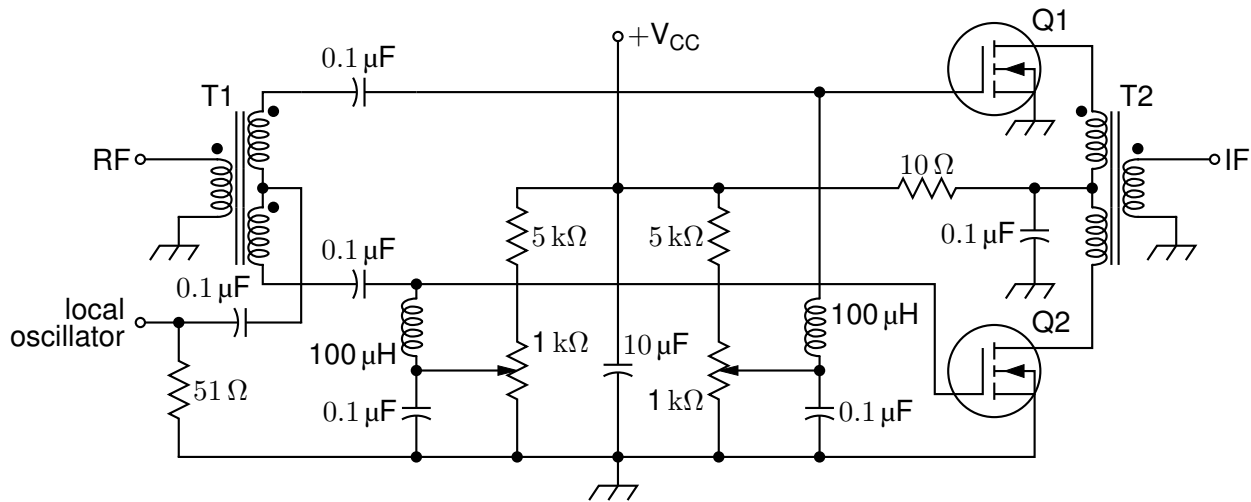 Q1
+V_CC
0.1 μF
T1
T2
RF
10 Ω
IF
5 kΩ
5 kΩ
0.1 μF
0.1 μF
0.1 μF
local
oscillator
100 μH
Q2
100 μH
1 kΩ
10 μF
51 Ω
1 kΩ
0.1 μF
0.1 μF